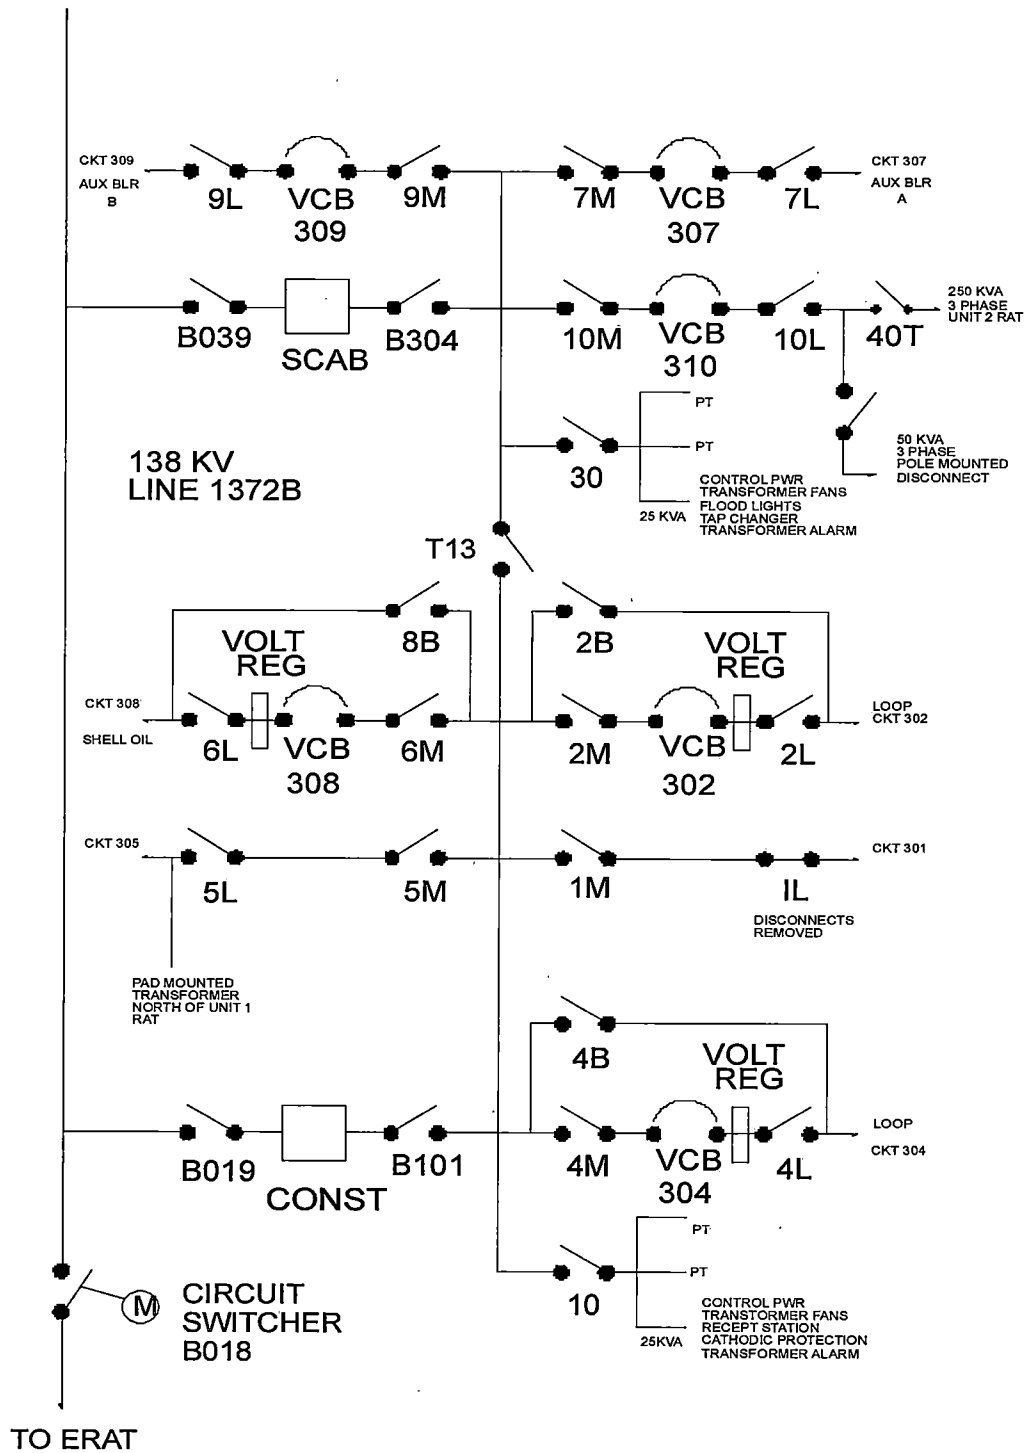 CKT 309
AUX BLR
B
9L
VCB
309
9M
7M
VCB
307
7L
CKT 307
AUX BLR
A
B039
SCAB
B304
10M
VCB
310
10L
40T
250 KVA
3 PHASE
UNIT 2 RAT
138 KV
LINE 1372B
30
PT
PT
25 KVA
CONTROL PWR
TRANSFORMER FANS
FLOOD LIGHTS
TAP CHANGER
TRANSFORMER ALARM
50 KVA
3 PHASE
POLE MOUNTED
DISCONNECT
T13
8B
2B
VOLT
REG
VOLT
REG
CKT 308
SHELL OIL
6L
VCB
308
6M
2M
VCB
302
2L
LOOP
CKT 302
CKT 305
5L
5M
1M
IL
CKT 301
DISCONNECTS
REMOVED
PAD MOUNTED
TRANSFORMER
NORTH OF UNIT 1
RAT
4B
VOLT
REG
B019
CONST
B101
4M
VCB
304
4L
LOOP
CKT 304
10
PT
PT
25KVA
CONTROL PWR
TRANSTORMER FANS
RECEPT STATION
CATHODIC PROTECTION
TRANSFORMER ALARM
M
CIRCUIT
SWITCHER
B018
TO ERAT